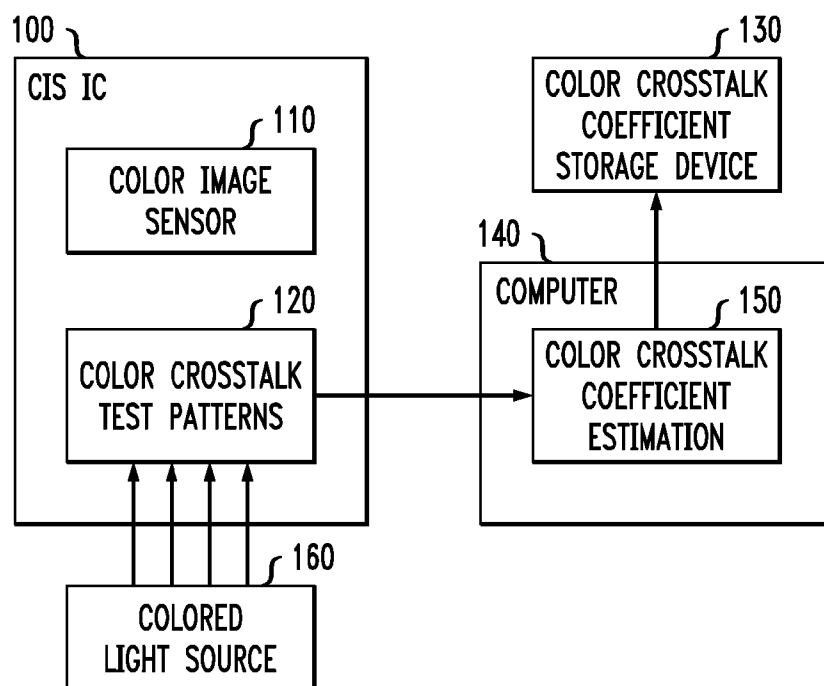 100
CIS IC
110
COLOR IMAGE
SENSOR
120
COLOR CROSSTALK
TEST PATTERNS
160
COLORED
LIGHT SOURCE
130
COLOR CROSSTALK
COEFFICIENT
STORAGE DEVICE
140
COMPUTER
150
COLOR CROSSTALK
COEFFICIENT
ESTIMATION